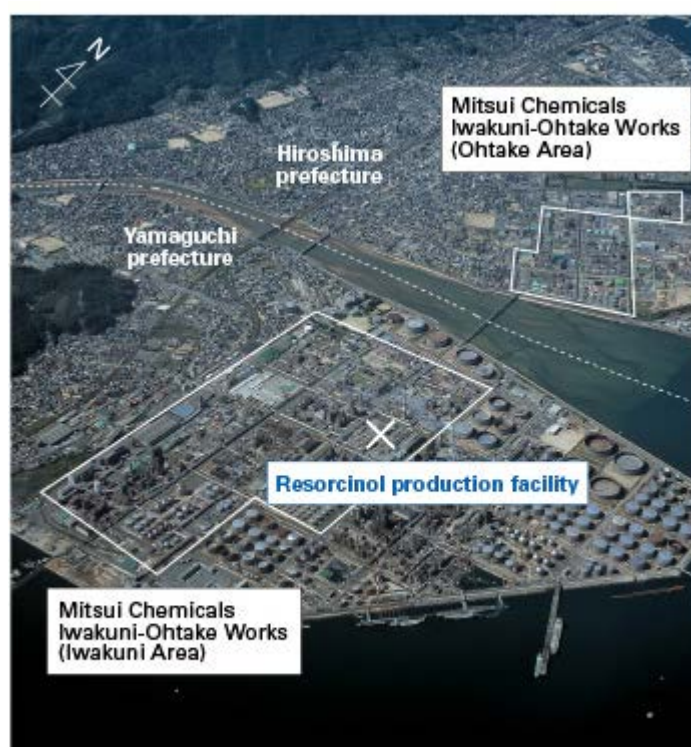 N
Mitsui Chemicals
Iwakuni-Ohtake Works
(Ohtake Area)
Hiroshima
prefecture
Yamaguchi
prefecture
Resorcinol production facility
Mitsui Chemicals
Iwakuni-Ohtake Works
(Iwakuni Area)